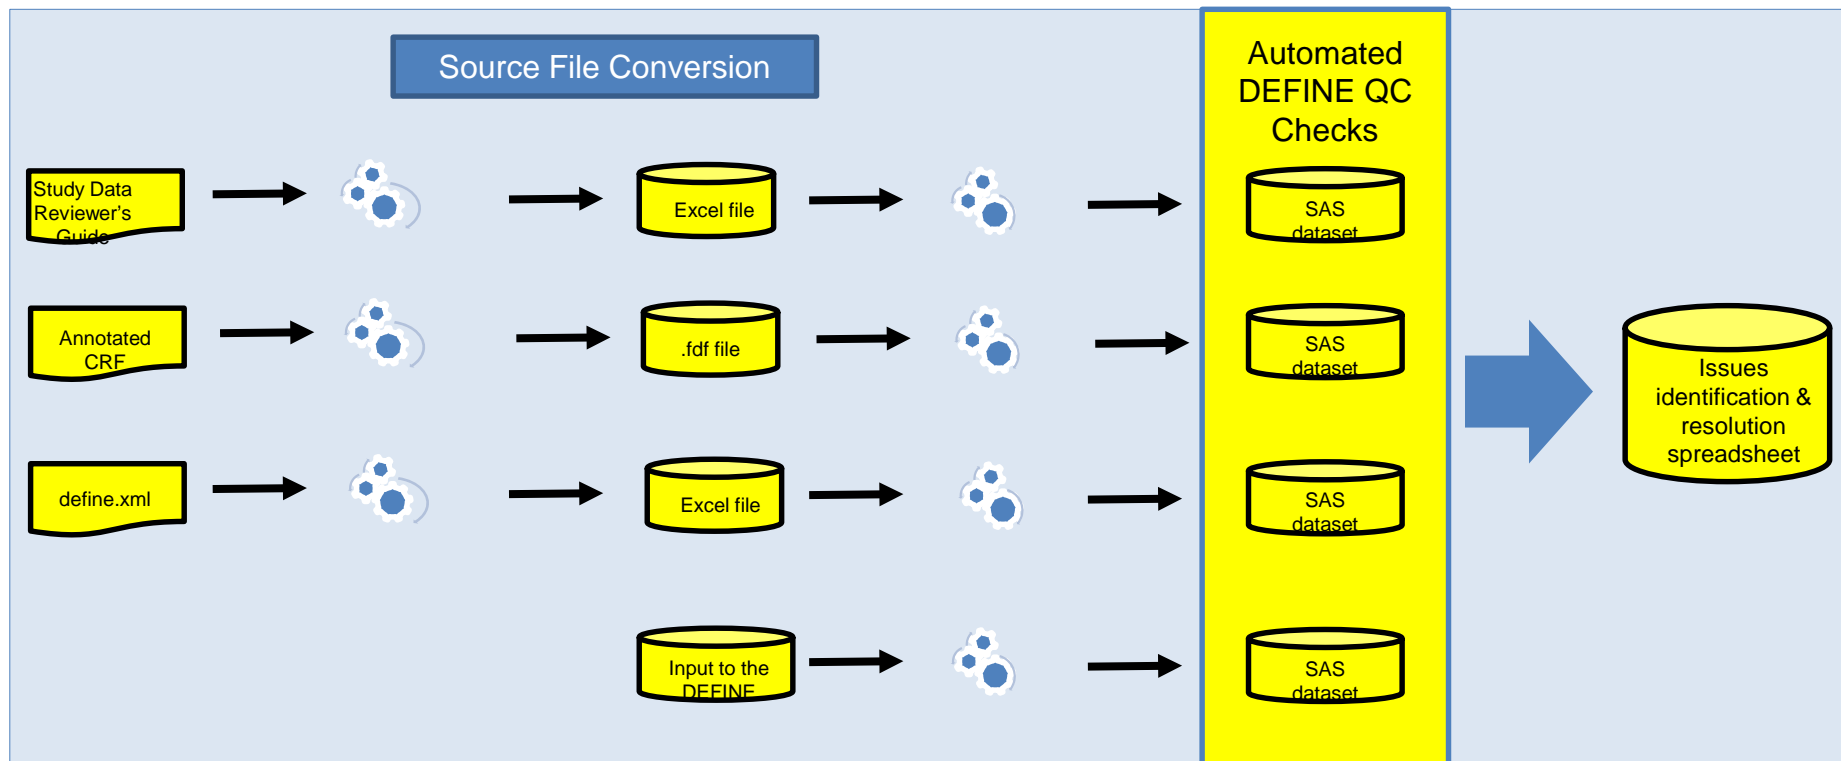 Source File Conversion
Automated
DEFINE QC
Checks
Study Data
Reviewer's
Guide
Excel file
SAS
dataset
Annotated
CRF
.fdf file
SAS
dataset
Issues
identification &
resolution
spreadsheet
define.xml
Excel file
SAS
dataset
Input to the
DEFINE
SAS
dataset